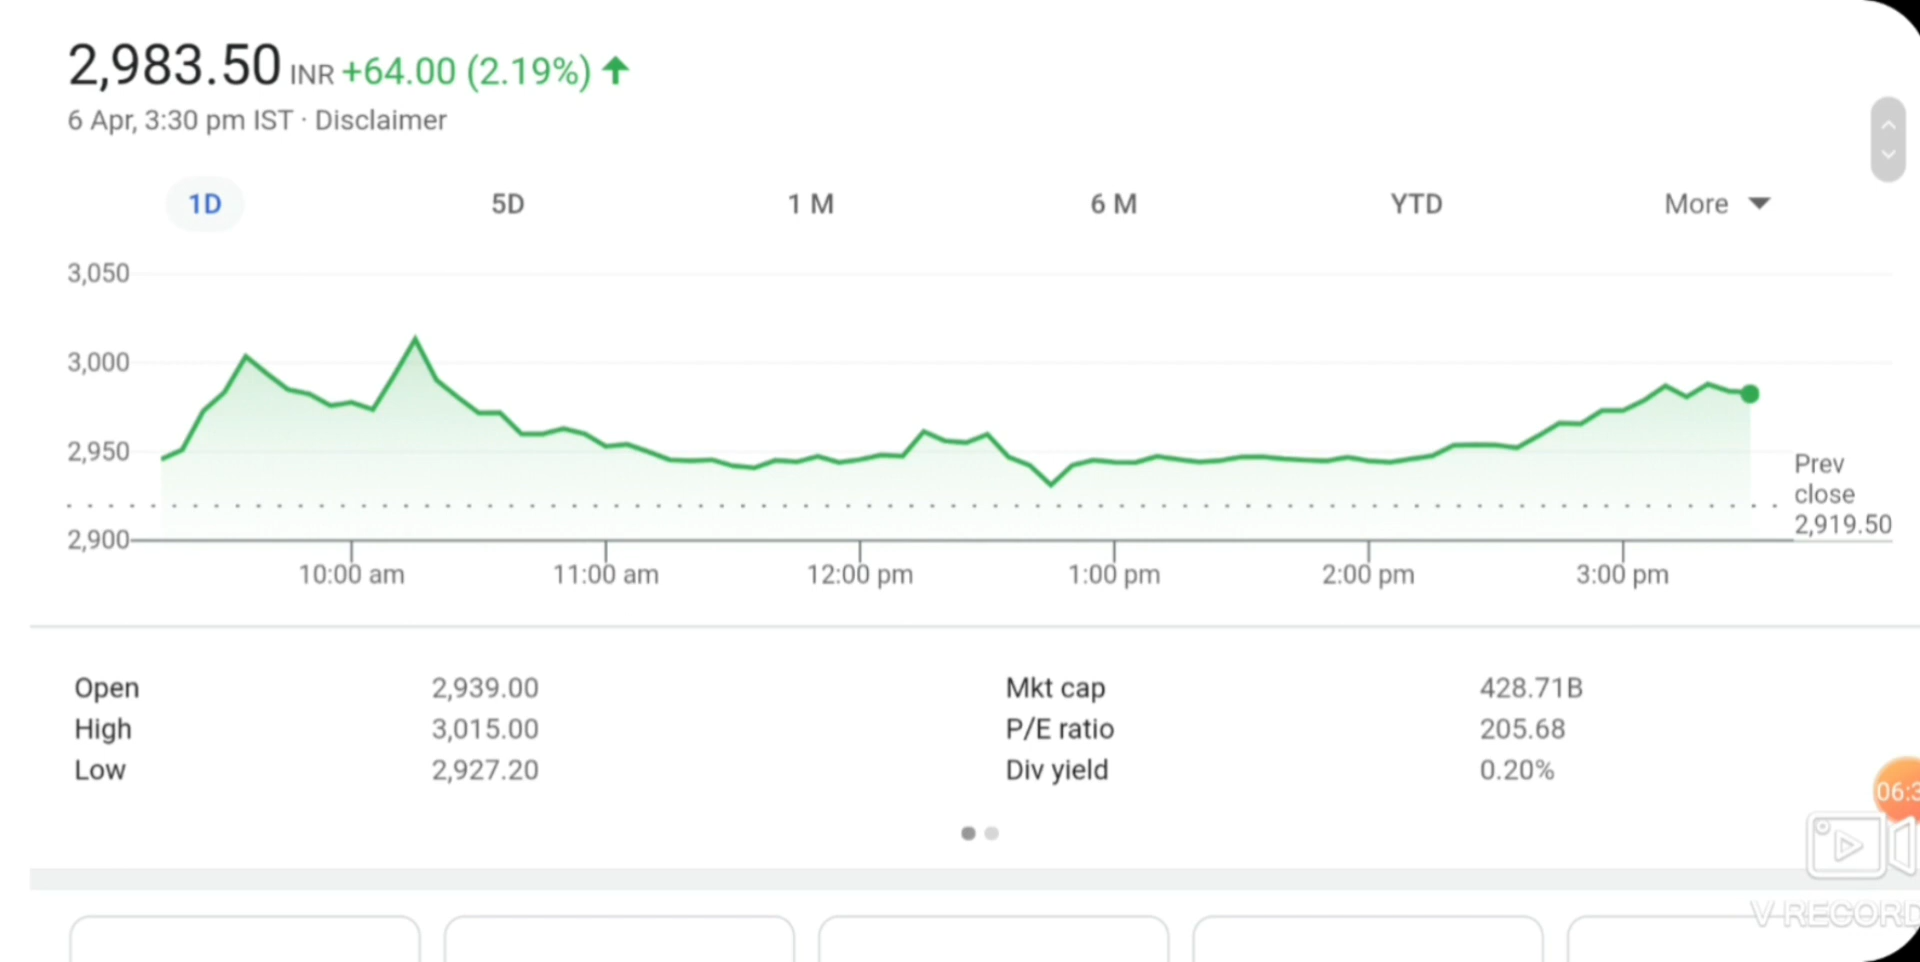 2,983.50 INR +64.00 (2.19%)
6 Apr, 3:30 pm IST · Disclaimer
1D 5D 1 M 6 M YTD More
3,050
3,000
2,950
2,900
Prev
close
2,919.50
10:00 am 11:00 am 12:00 pm 1:00 pm 2:00 pm 3:00 pm
Open 2,939.00 Mkt cap 428.71B
High 3,015.00 P/E ratio 205.68
Low 2,927.20 Div yield 0.20%
06:3
V RECORD